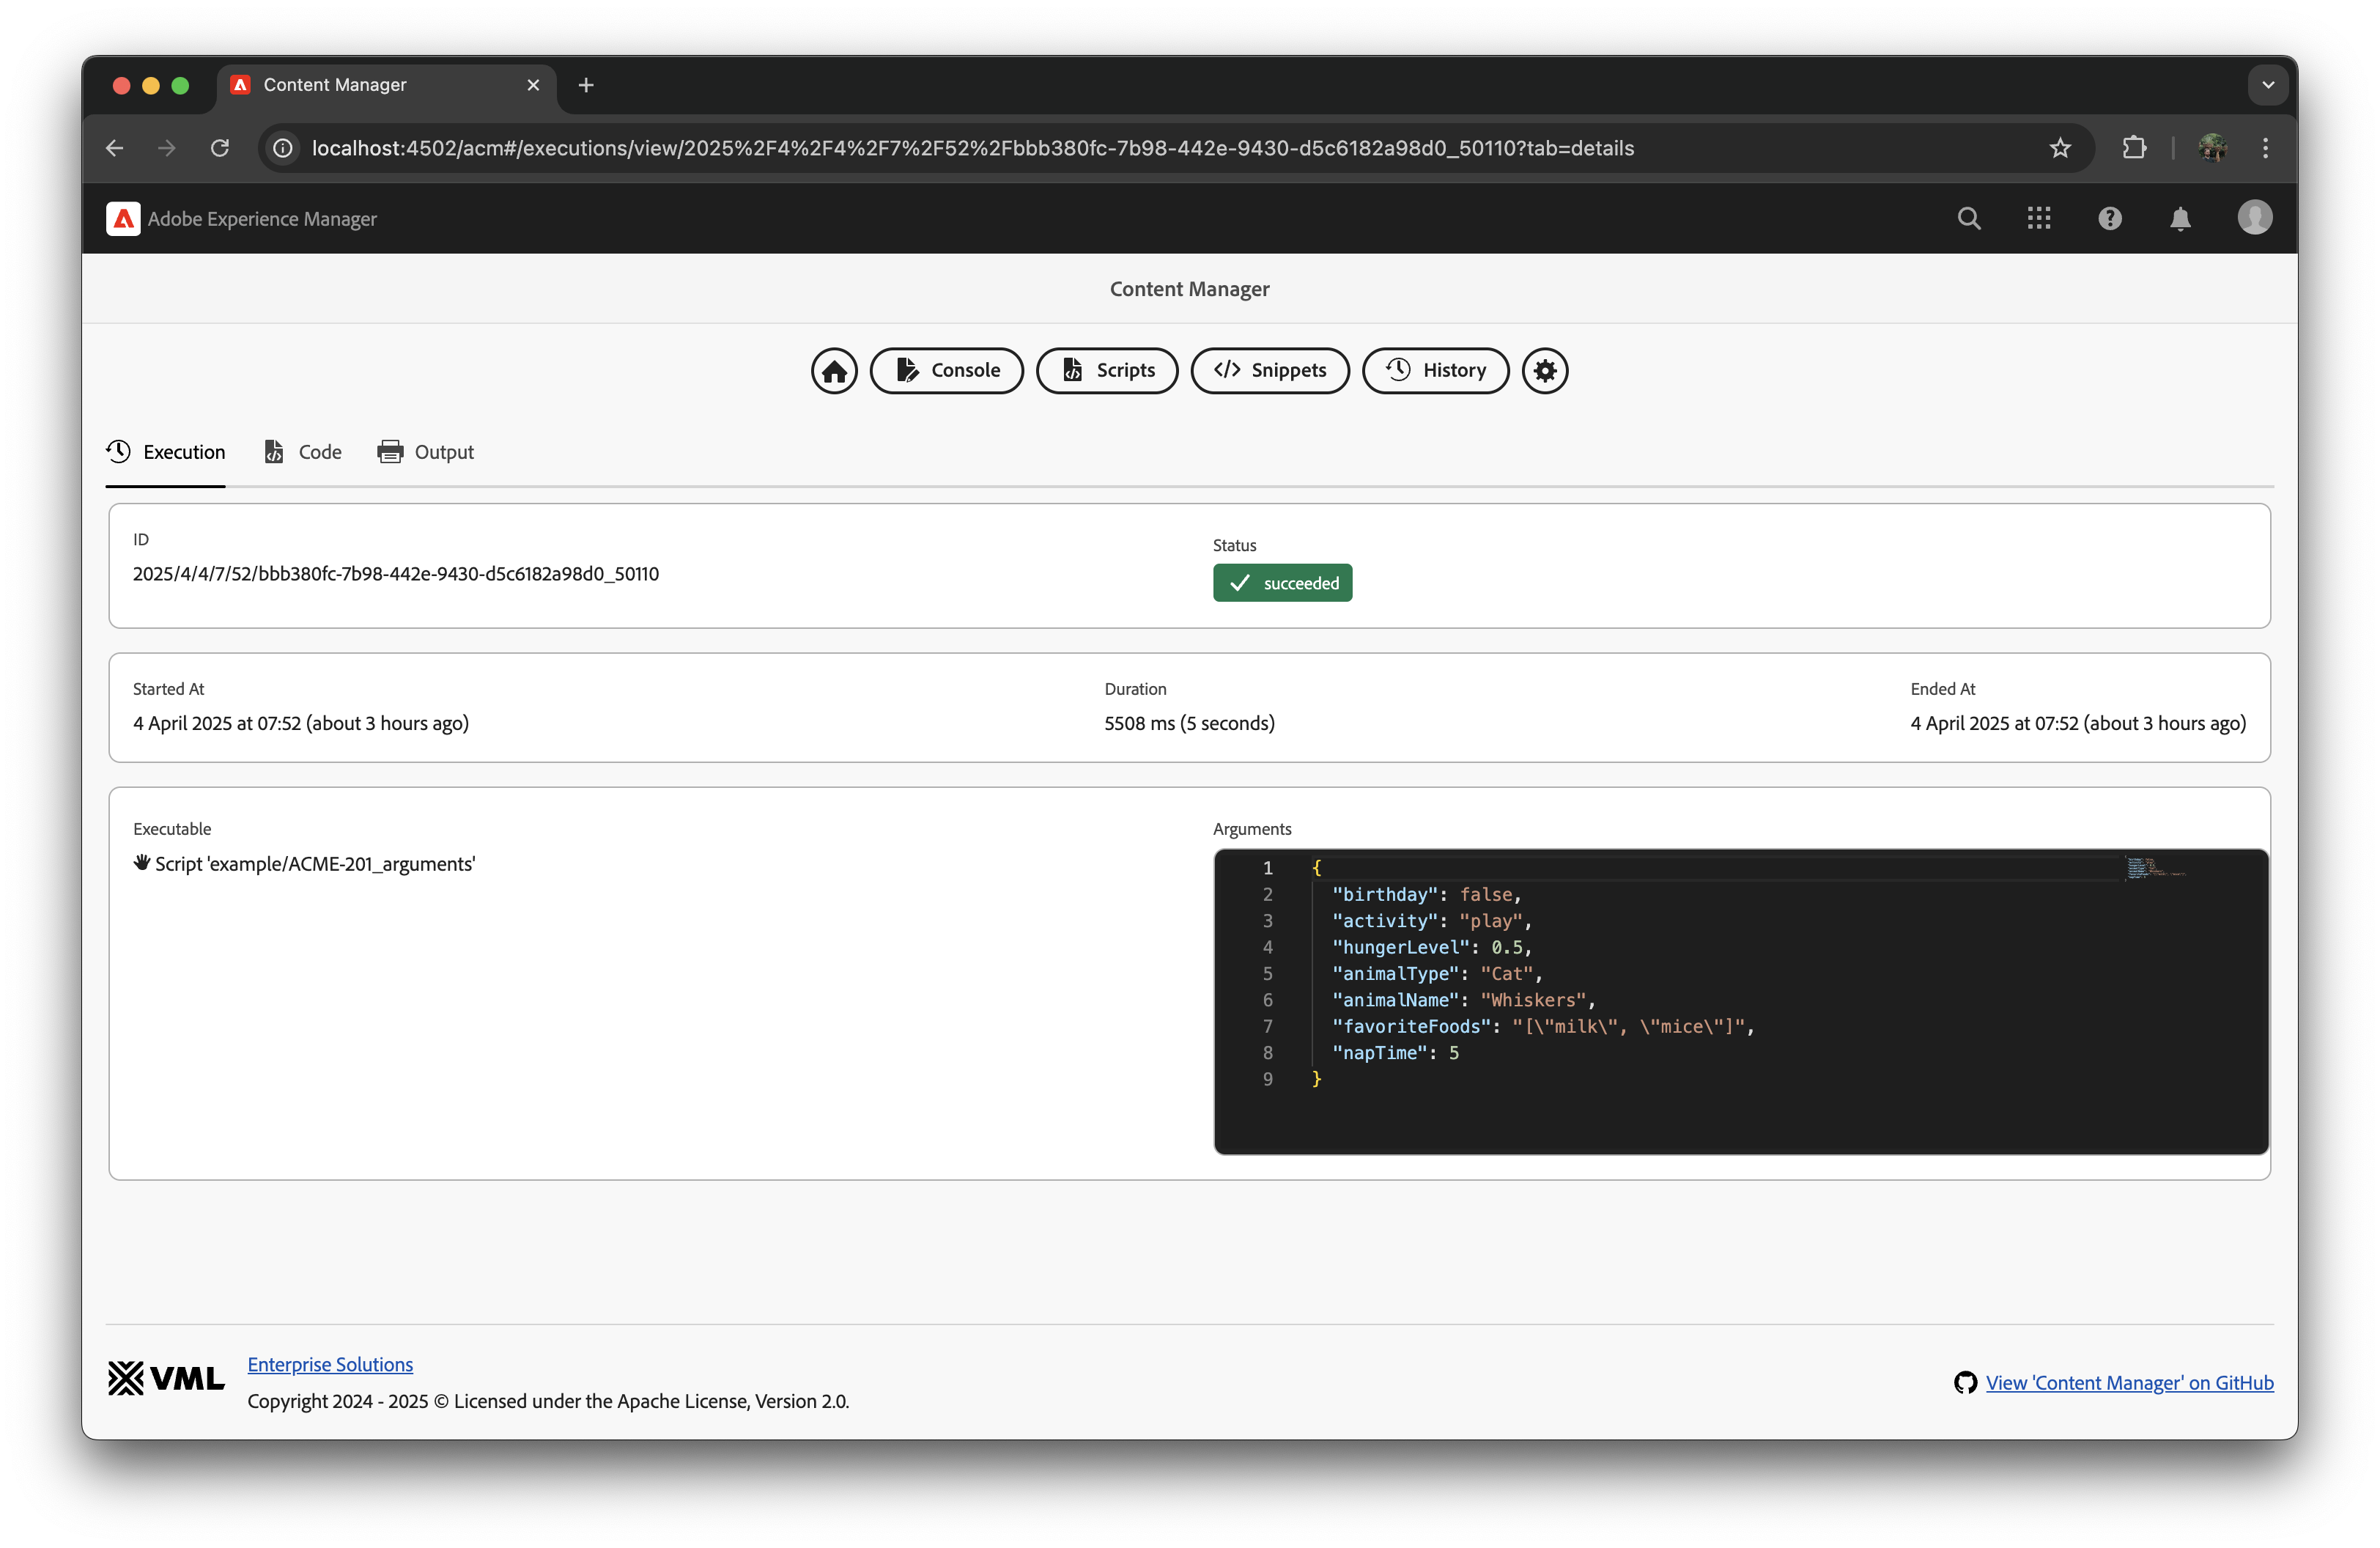 Content Manager
localhost:4502/acm#/executions/view/2025%2F4%2F4%2F7%2F52%2Fbbb380fc-7b98-442e-9430-d5c6182a98d0_50110?tab=details
Adobe Experience Manager
Content Manager
Console
Scripts
Snippets
History
Execution
Code
Output
ID
2025/4/4/7/52/bbb380fc-7b98-442e-9430-d5c6182a98d0_50110
Status
succeeded
Started At
4 April 2025 at 07:52 (about 3 hours ago)
Duration
5508 ms (5 seconds)
Ended At
4 April 2025 at 07:52 (about 3 hours ago)
Executable
Script 'example/ACME-201_arguments'
Arguments
1 {
2 "birthday": false,
3 "activity": "play",
4 "hungerLevel": 0.5,
5 "animalType": "Cat",
6 "animalName": "Whiskers",
7 "favoriteFoods": "[\"milk\", \"mice\"]",
8 "napTime": 5
9 }
VML
Enterprise Solutions
Copyright 2024 - 2025 © Licensed under the Apache License, Version 2.0.
View 'Content Manager' on GitHub